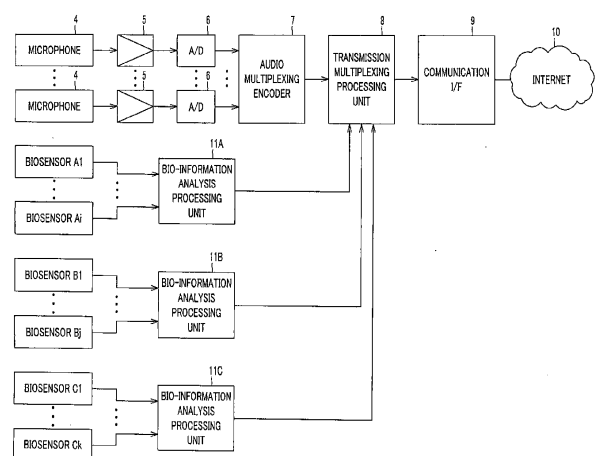 4
5
6
7
8
9
10
MICROPHONE
A/D
AUDIO
MULTIPLEXING
ENCODER
TRANSMISSION
MULTIPLEXING
PROCESSING
UNIT
COMMUNICATION
I/F
INTERNET
4
5
6
MICROPHONE
A/D
11A
BIOSENSOR A1
BIOSENSOR Ai
BIO-INFORMATION
ANALYSIS
PROCESSING
UNIT
11B
BIOSENSOR B1
BIOSENSOR Bj
BIO-INFORMATION
ANALYSIS
PROCESSING
UNIT
11C
BIOSENSOR C1
BIOSENSOR Ck
BIO-INFORMATION
ANALYSIS
PROCESSING
UNIT